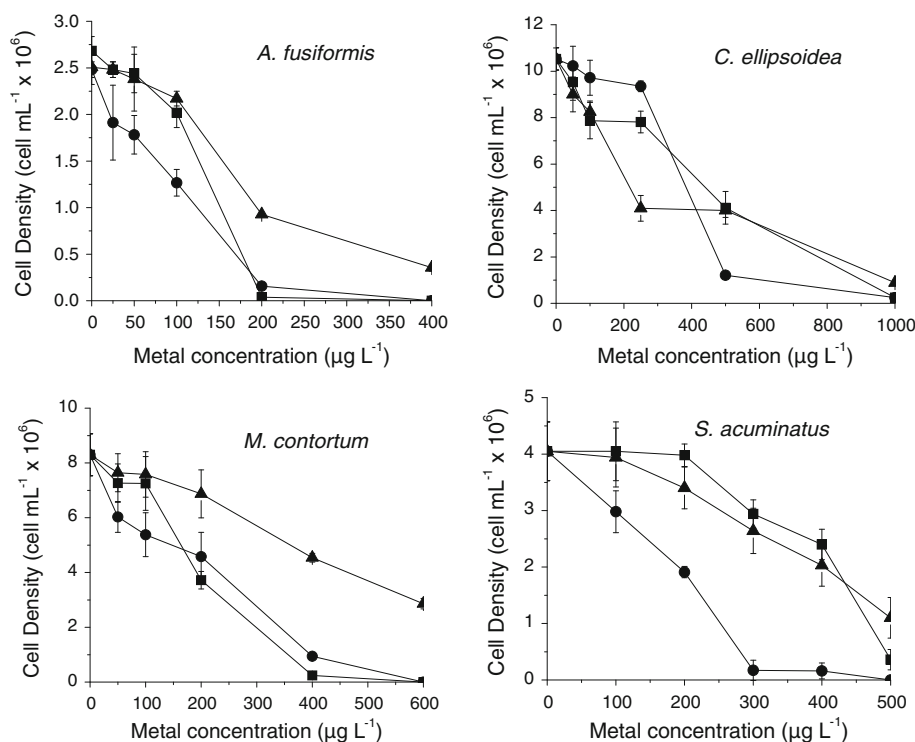 A. fusiformis
Cell Density (cell mL⁻¹ x 10⁶)
3.0
2.5
2.0
1.5
1.0
0.5
0.0
0 50 100 150 200 250 300 350 400
Metal concentration (µg L⁻¹)
C. ellipsoidea
Cell Density (cell mL⁻¹ x 10⁶)
12
10
8
6
4
2
0
0 200 400 600 800 1000
Metal concentration (µg L⁻¹)
M. contortum
Cell Density (cell mL⁻¹ x 10⁶)
8
6
4
2
0
0 100 200 300 400 500 600
Metal concentration (µg L⁻¹)
S. acuminatus
Cell Density (cell mL⁻¹ x 10⁶)
5
4
3
2
1
0
0 100 200 300 400 500
Metal concentration (µg L⁻¹)